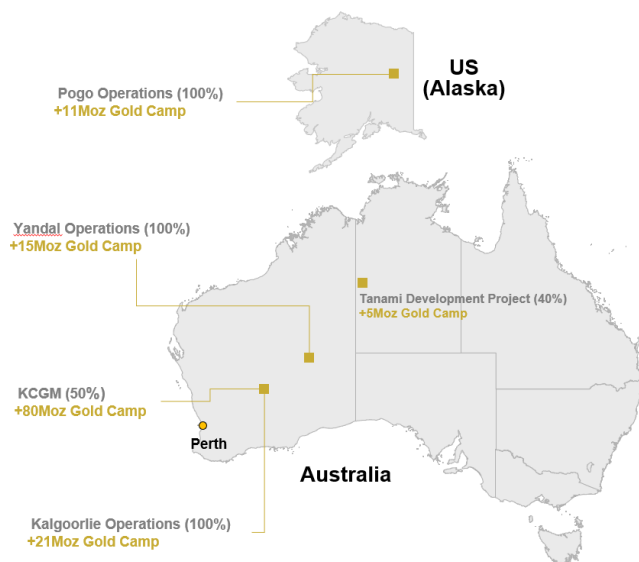 US
(Alaska)
Pogo Operations (100%)
+11Moz Gold Camp
Yandal Operations (100%)
+15Moz Gold Camp
Tanami Development Project (40%)
+5Moz Gold Camp
KCGM (50%)
+80Moz Gold Camp
Perth
Australia
Kalgoorlie Operations (100%)
+21Moz Gold Camp